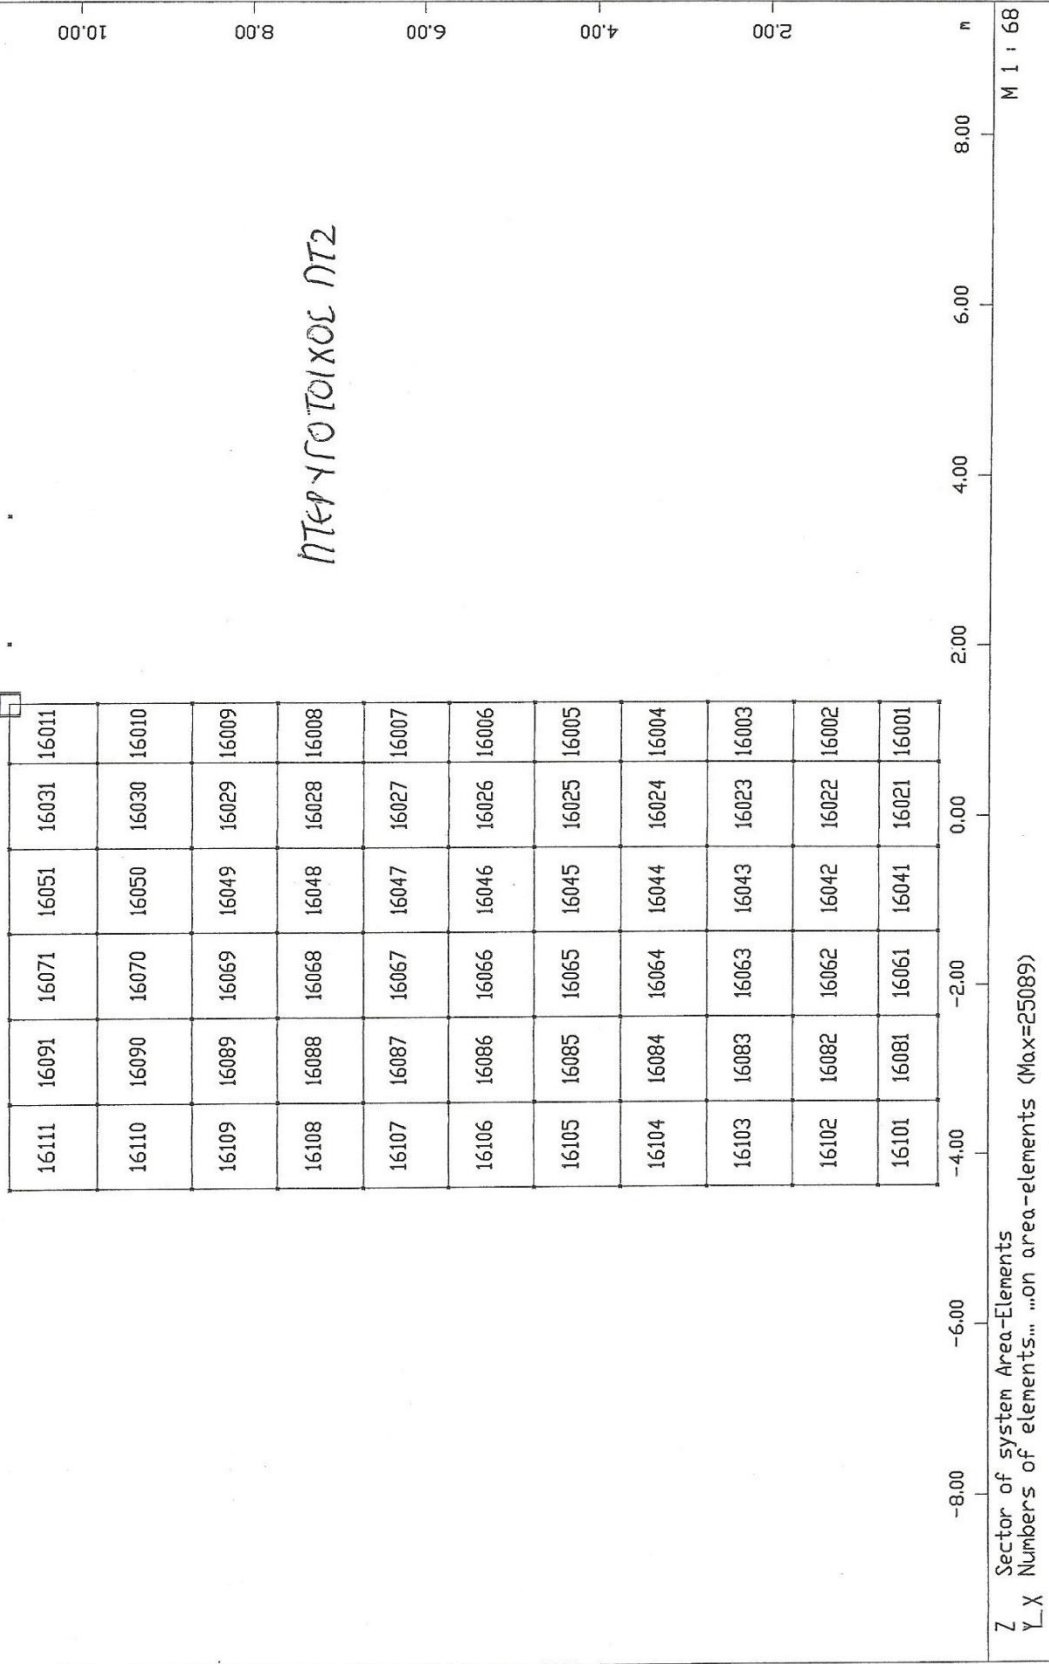 16111 16091 16071 16051 16031 16011
10.00
16110 16090 16070 16050 16030 16010
16109 16089 16069 16049 16029 16009
8.00
16108 16088 16068 16048 16028 16008
ΠΤΕΡΥΓΟΤΟΙΧΟΣ ΠΤ2
16107 16087 16067 16047 16027 16007
6.00
16106 16086 16066 16046 16026 16006
16105 16085 16065 16045 16025 16005
4.00
16104 16084 16064 16044 16024 16004
16103 16083 16063 16043 16023 16003
2.00
16102 16082 16062 16042 16022 16002
16101 16081 16061 16041 16021 16001
-8.00 -6.00 -4.00 -2.00 0.00 2.00 4.00 6.00 8.00 m
Z Sector of system Area-Elements M 1 : 68
Y_X Numbers of elements... ...on area-elements (Max=25089)